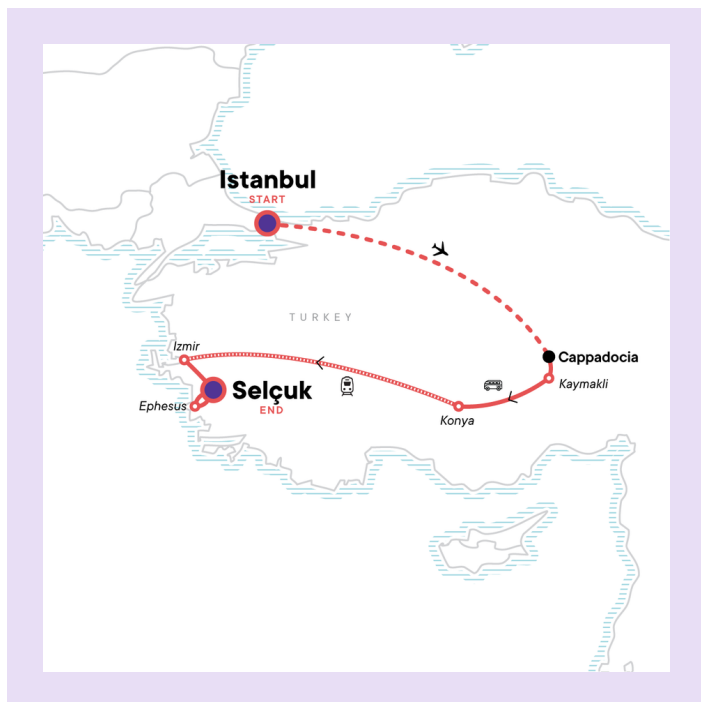 Istanbul
START
TURKEY
Izmir
Cappadocia
Kaymakli
Selçuk
END
Ephesus
Konya